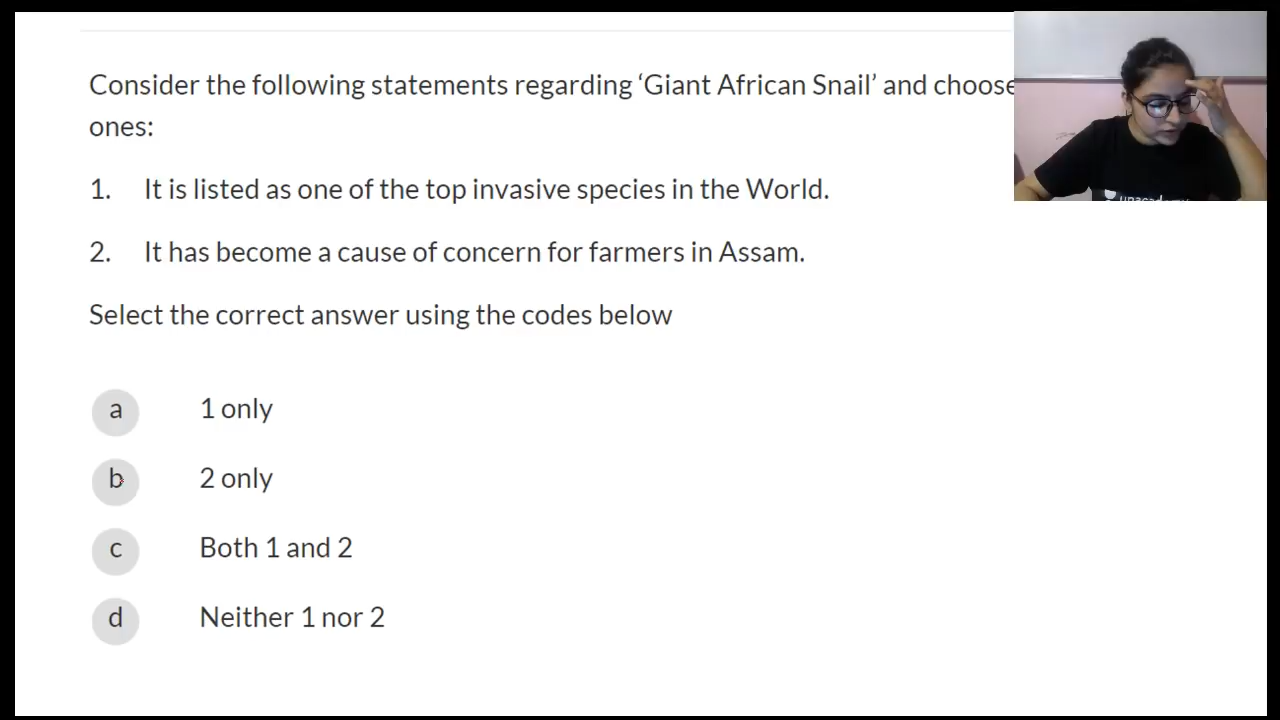 Consider the following statements regarding ‘Giant African Snail’ and choose
ones:
1. It is listed as one of the top invasive species in the World.
2. It has become a cause of concern for farmers in Assam.
Select the correct answer using the codes below
a 1 only
b 2 only
c Both 1 and 2
d Neither 1 nor 2